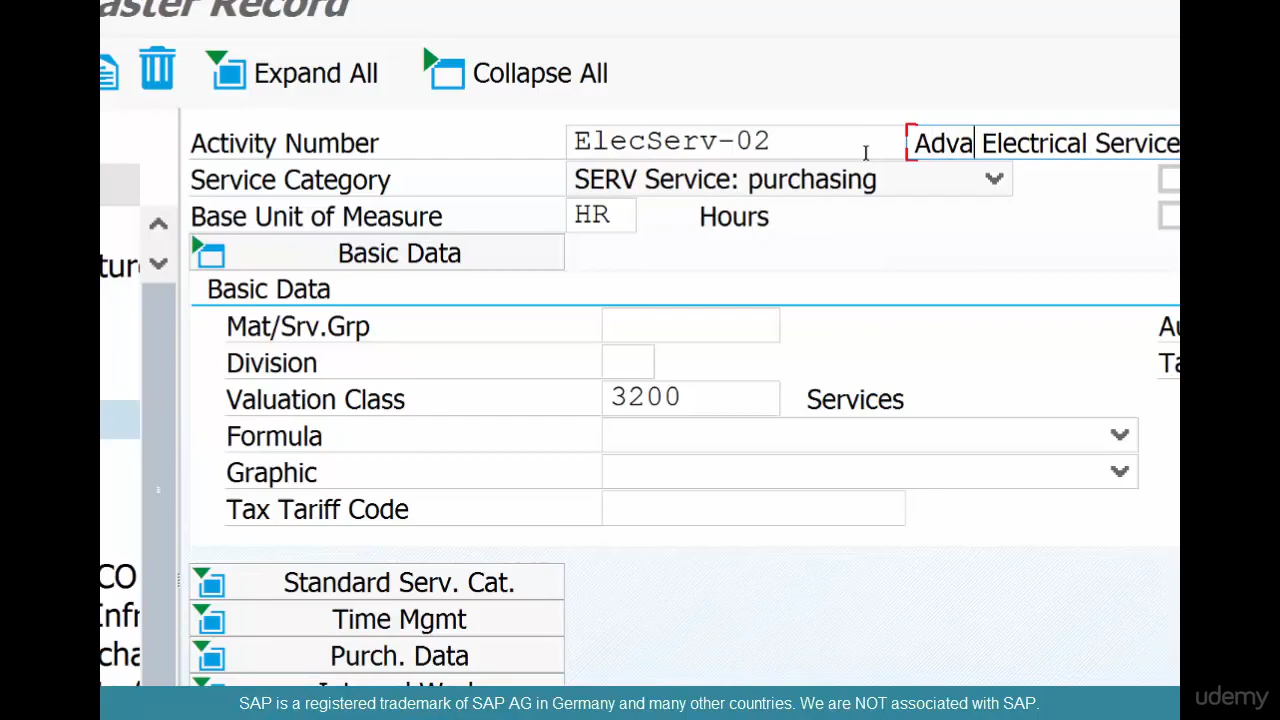 aster Record
Expand All
Collapse All
Activity Number
ElecServ-02
Adva Electrical Service
Service Category
SERV Service: purchasing
Base Unit of Measure
HR
Hours
Basic Data
Basic Data
Mat/Srv.Grp
Division
Valuation Class
3200
Services
Formula
Graphic
Tax Tariff Code
Standard Serv. Cat.
Time Mgmt
Purch. Data
CO
Infr
cha
SAP is a registered trademark of SAP AG in Germany and many other countries. We are NOT associated with SAP.
udemy